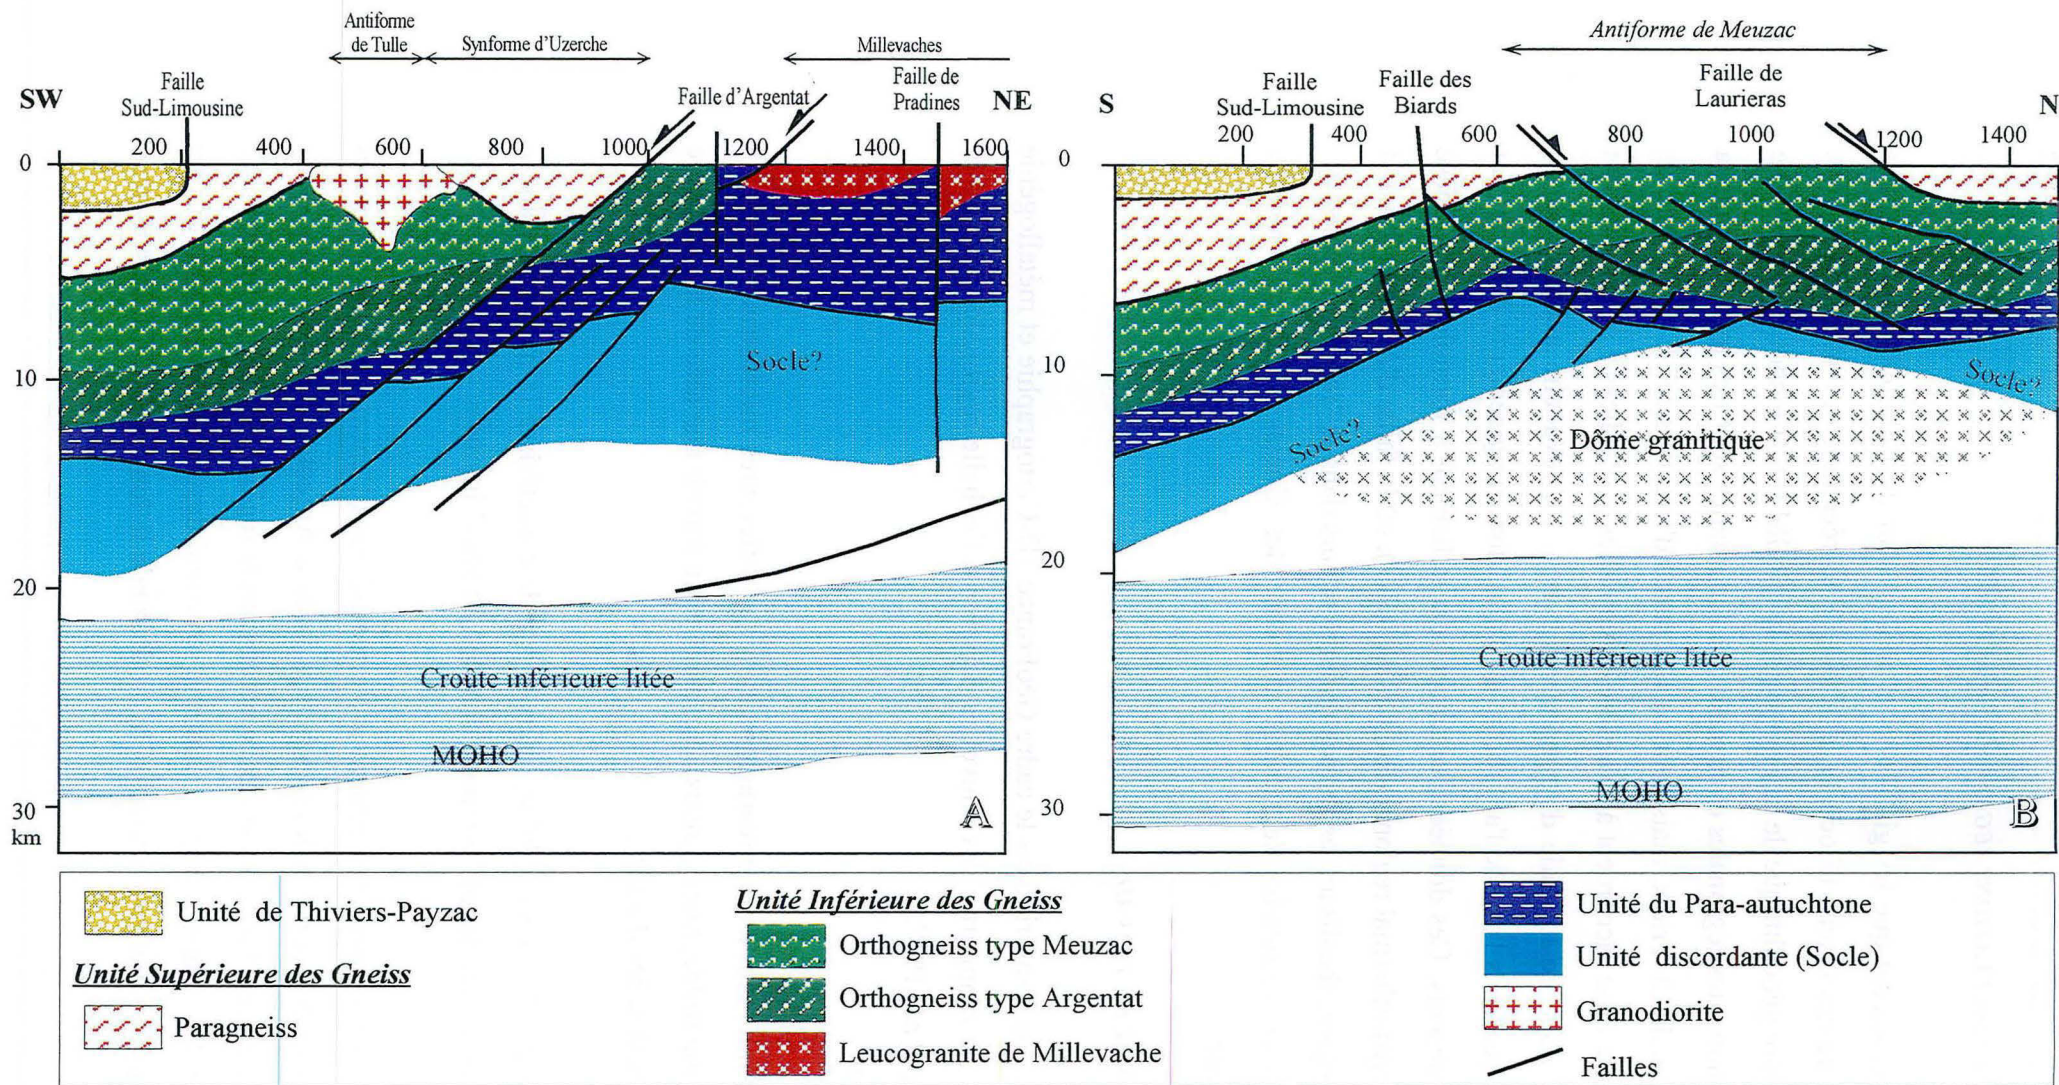 Antiforme
de Tulle
Synforme d'Uzerche
Millevaches
Faille
Sud-Limousine
Faille d'Argentat
Faille de
Pradines
SW
NE
200
400
600
800
1000
1200
1400
1600
0
10
20
30
km
Socle?
Croûte inférieure litée
MOHO
A
Antiforme de Meuzac
Faille
Sud-Limousine
Faille des
Biards
Faille de
Laurieras
S
N
200
400
600
800
1000
1200
1400
0
10
20
30
Socle?
Socle?
Dôme granitique
Croûte inférieure litée
MOHO
B
Unité de Thiviers-Payzac
Unité Supérieure des Gneiss
Paragneiss
Unité Inférieure des Gneiss
Orthogneiss type Meuzac
Orthogneiss type Argentat
Leucogranite de Millevache
Unité du Para-autuchtone
Unité discordante (Socle)
Granodiorite
Failles